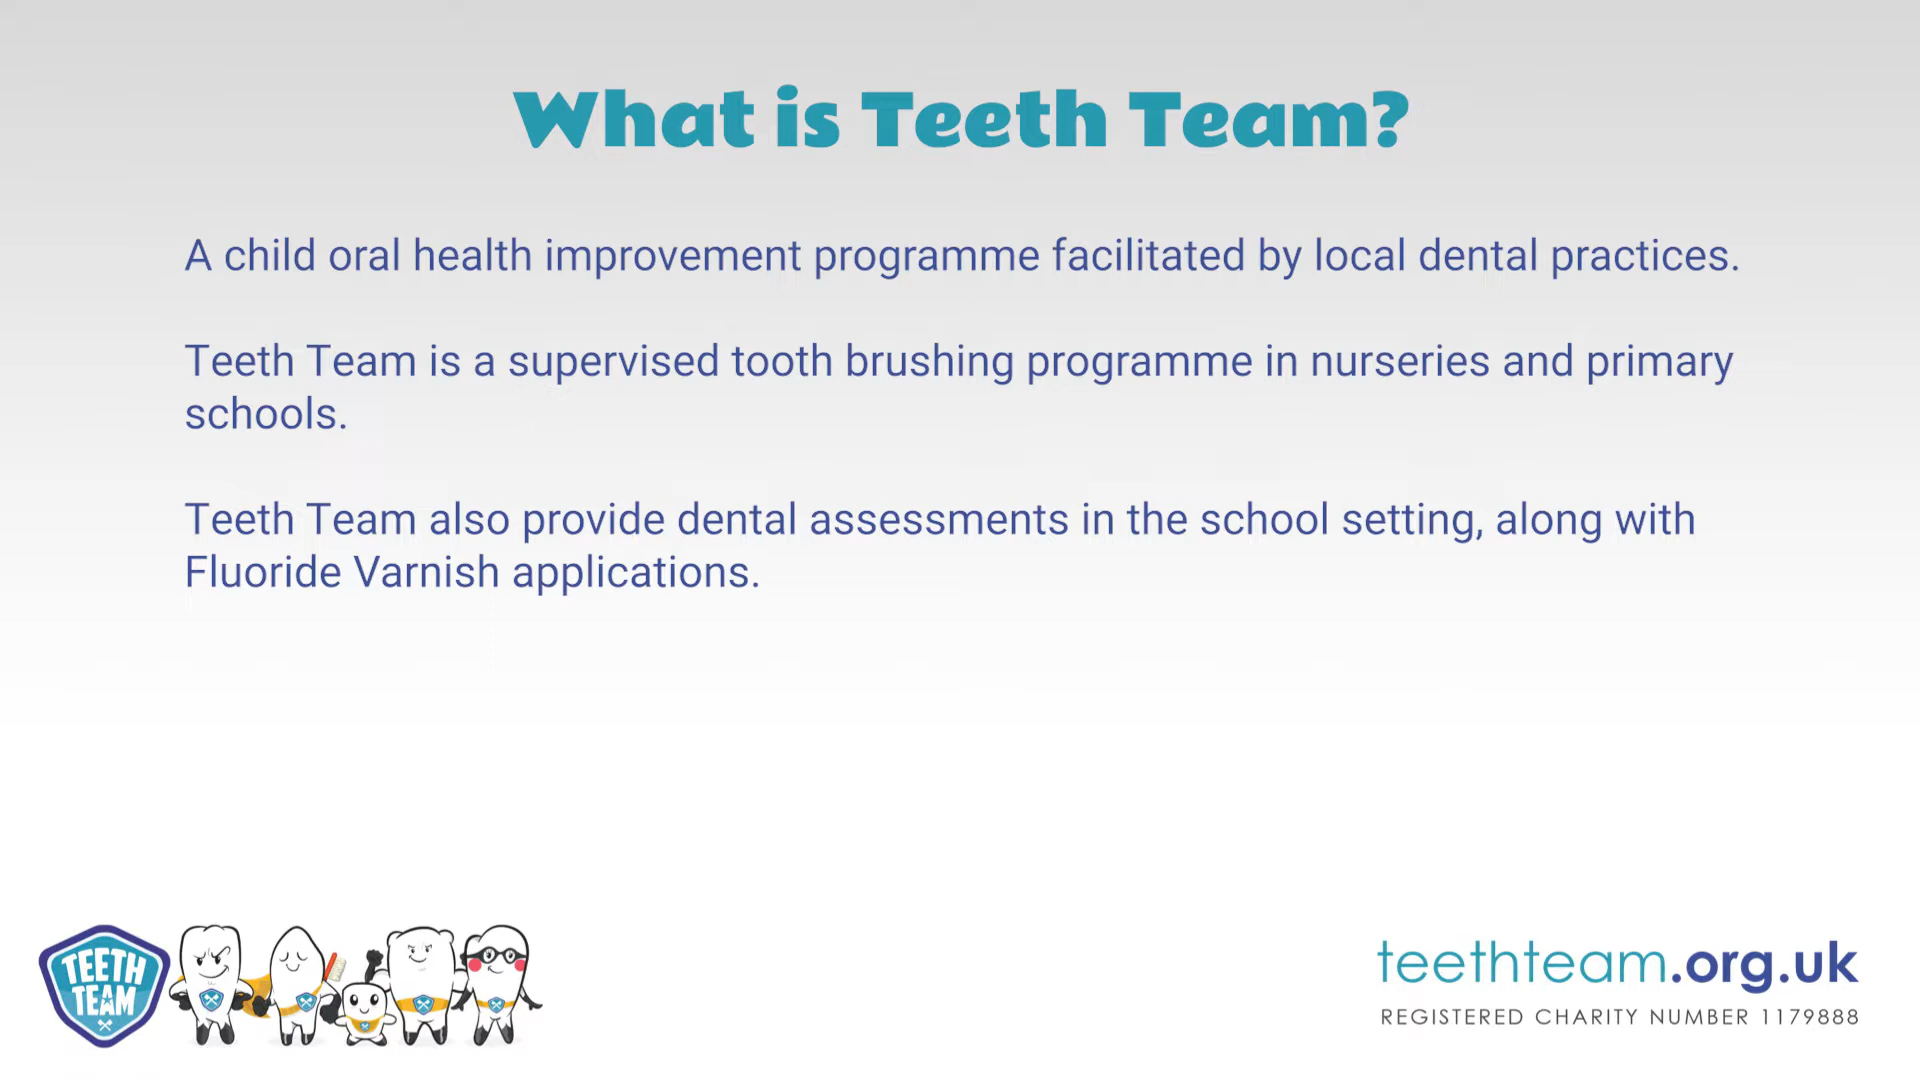 What is Teeth Team?
A child oral health improvement programme facilitated by local dental practices.
Teeth Team is a supervised tooth brushing programme in nurseries and primary
schools.
Teeth Team also provide dental assessments in the school setting, along with
Fluoride Varnish applications.
TEETH
TEAM
teethteam.org.uk
REGISTERED CHARITY NUMBER 1179888